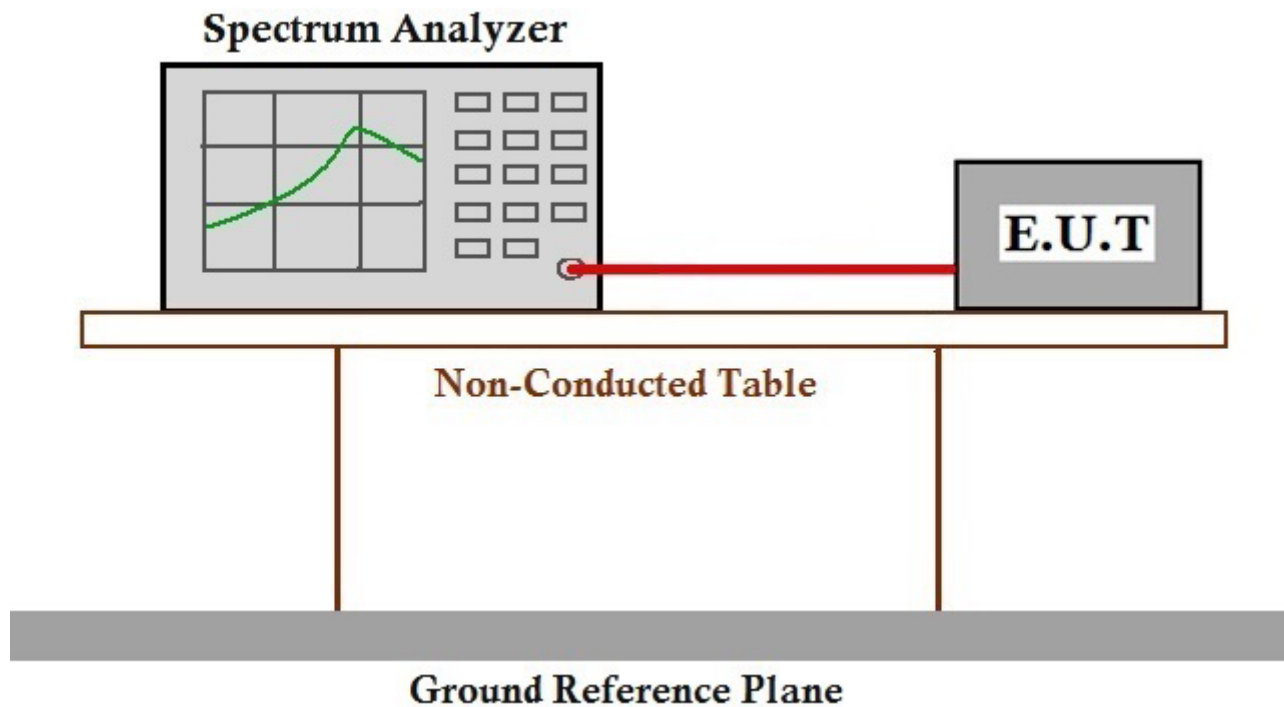 Spectrum Analyzer
E.U.T
Non-Conducted Table
Ground Reference Plane